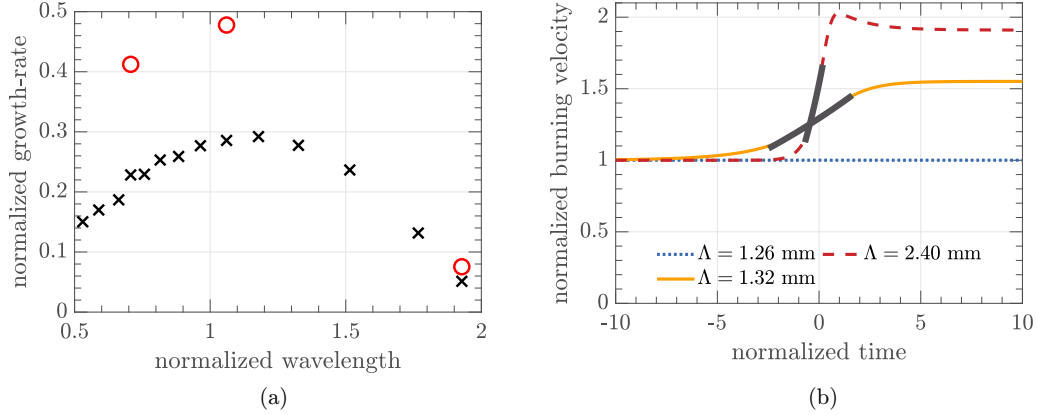 0.5
0.4
0.3
0.2
0.1
0
0.5
1
1.5
2
normalized growth-rate
normalized wavelength
(a)
2
1.5
1
0.5
0
-10
-5
0
5
10
normalized burning velocity
Λ = 1.26 mm
Λ = 2.40 mm
Λ = 1.32 mm
normalized time
(b)